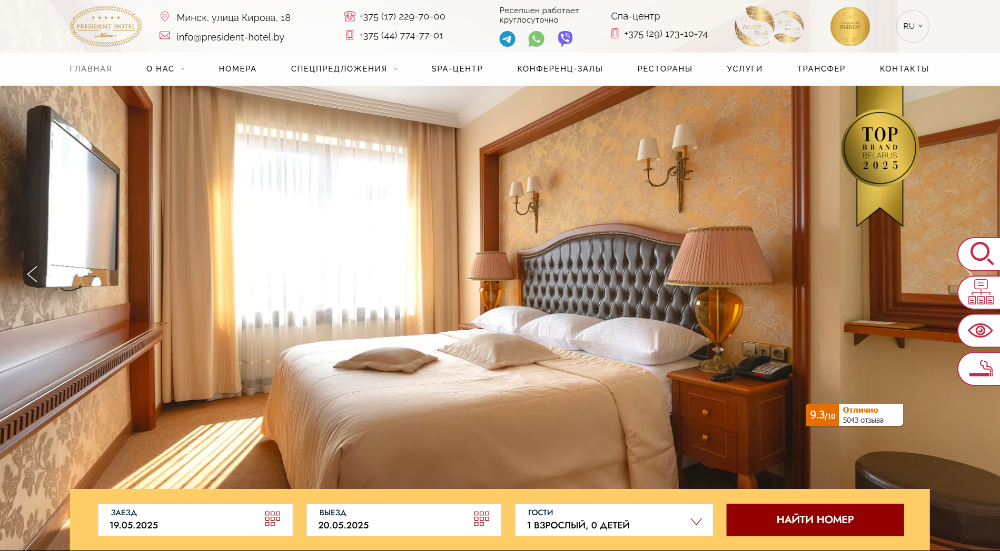 PRESIDENT HOTEL
Minsk
Минск, улица Кирова, 18
info@president-hotel.by
+375 (17) 229-70-00
+375 (44) 774-77-01
Ресепшен работает
круглосуточно
Спа-центр
+375 (29) 173-10-74
ЛИДЕР
ГОДА
Народный
ВЫБОР
RU
ГЛАВНАЯ
О НАС
НОМЕРА
СПЕЦПРЕДЛОЖЕНИЯ
SPA-ЦЕНТР
КОНФЕРЕНЦ-ЗАЛЫ
РЕСТОРАНЫ
УСЛУГИ
ТРАНСФЕР
КОНТАКТЫ
TOP
BRAND
BELARUS
2025
9.3/10
Отлично
5043 отзыва
ЗАЕЗД
19.05.2025
ВЫЕЗД
20.05.2025
ГОСТИ
1 ВЗРОСЛЫЙ, 0 ДЕТЕЙ
НАЙТИ НОМЕР